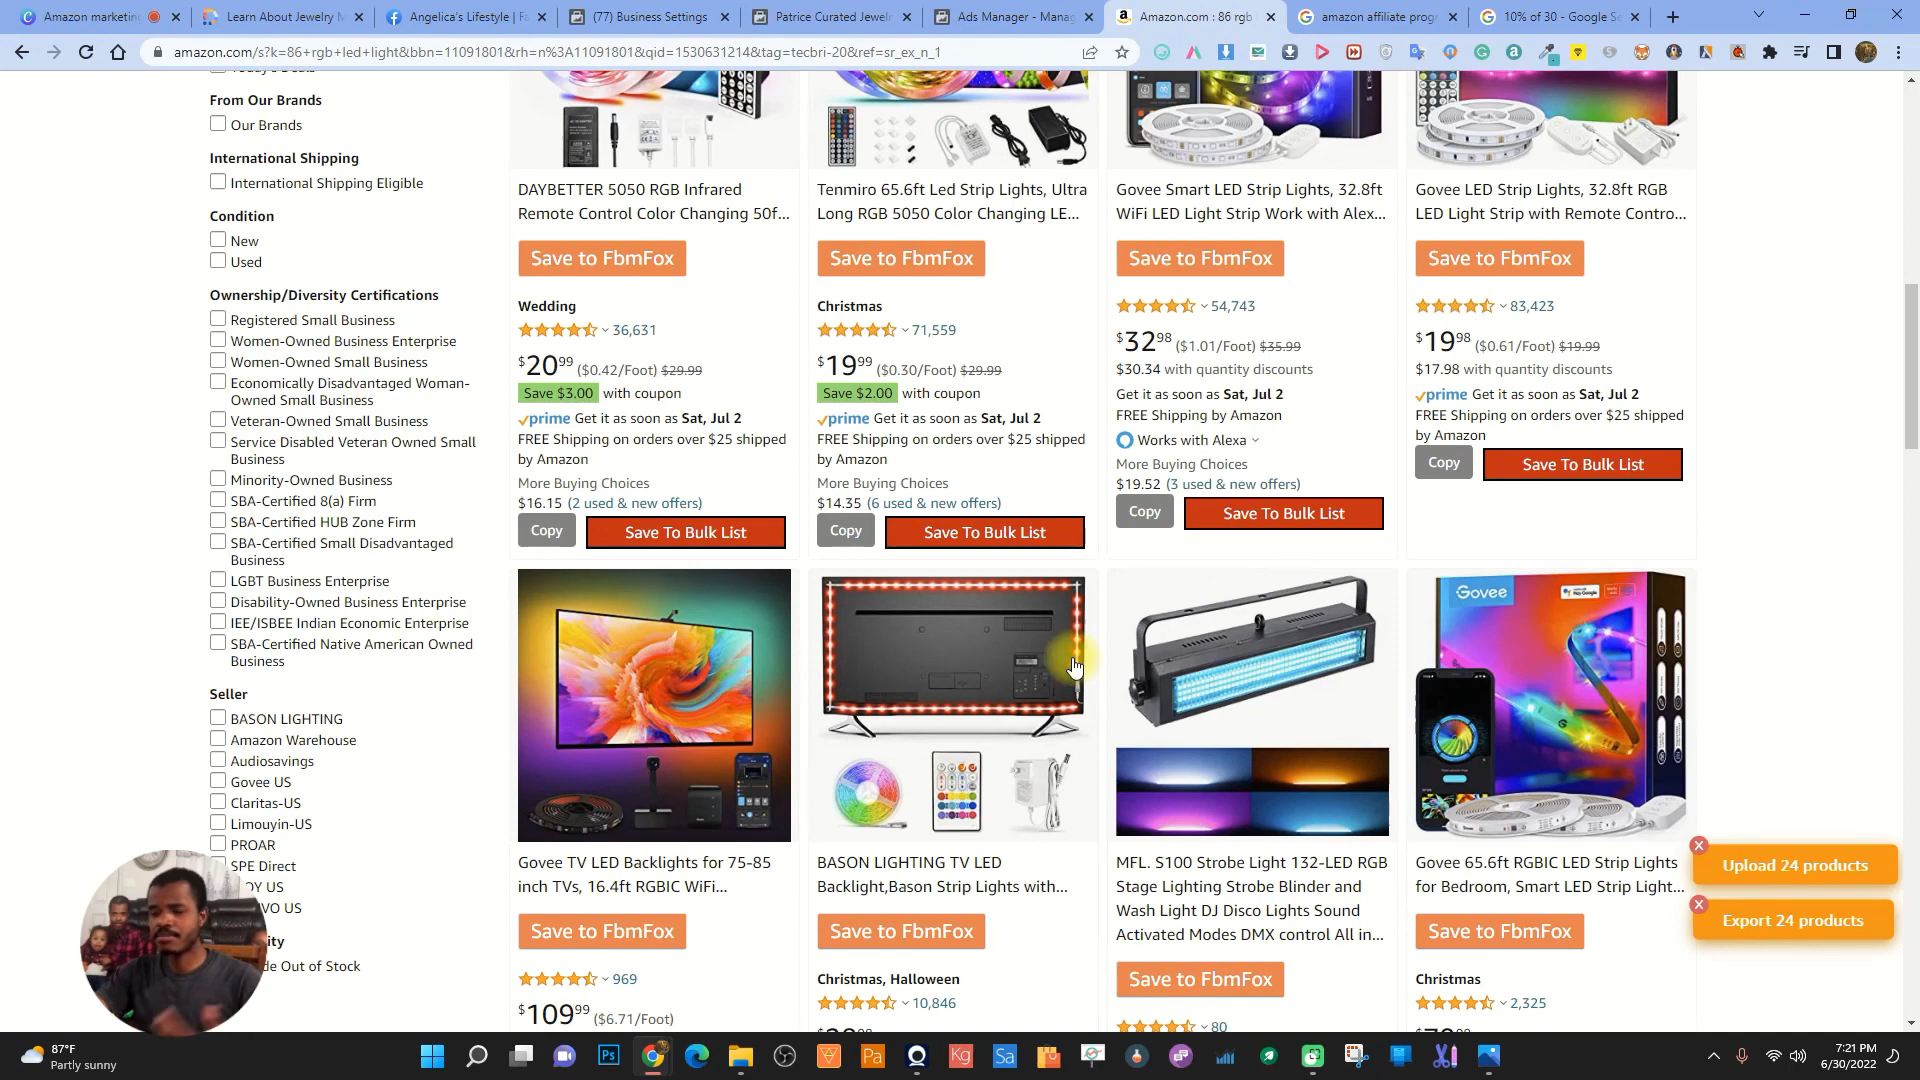 Amazon marketing
Learn About Jewelry M
Angelica's Lifestyle | Fa
(77) Business Settings
Patrice Curated Jewelr
Ads Manager - Manag
Amazon.com : 86 rgb l
amazon affiliate progr
10% of 30 - Google Se
amazon.com/s?k=86+rgb+led+light&bbn=11091801&rh=n%3A11091801&qid=1530631214&tag=tecbri-20&ref=sr_ex_n_1
Today's Deals
From Our Brands
Our Brands
International Shipping
International Shipping Eligible
Condition
New
Used
Ownership/Diversity Certifications
Registered Small Business
Women-Owned Business Enterprise
Women-Owned Small Business
Economically Disadvantaged Woman-
Owned Small Business
Veteran-Owned Small Business
Service Disabled Veteran Owned Small
Business
Minority-Owned Business
SBA-Certified 8(a) Firm
SBA-Certified HUB Zone Firm
SBA-Certified Small Disadvantaged
Business
LGBT Business Enterprise
Disability-Owned Business Enterprise
IEE/ISBEE Indian Economic Enterprise
SBA-Certified Native American Owned
Business
Seller
BASON LIGHTING
Amazon Warehouse
Audiosavings
Govee US
Claritas-US
Limouyin-US
PROAR
SPE Direct
OY US
VO US
ity
de Out of Stock
DAYBETTER 5050 RGB Infrared
Remote Control Color Changing 50f...
Save to FbmFox
Wedding
36,631
$20.99 ($0.42/Foot) $29.99
Save $3.00 with coupon
prime Get it as soon as Sat, Jul 2
FREE Shipping on orders over $25 shipped
by Amazon
More Buying Choices
$16.15 (2 used & new offers)
Copy Save To Bulk List
Tenmiro 65.6ft Led Strip Lights, Ultra
Long RGB 5050 Color Changing LE...
Save to FbmFox
Christmas
71,559
$19.99 ($0.30/Foot) $29.99
Save $2.00 with coupon
prime Get it as soon as Sat, Jul 2
FREE Shipping on orders over $25 shipped
by Amazon
More Buying Choices
$14.35 (6 used & new offers)
Copy Save To Bulk List
Govee Smart LED Strip Lights, 32.8ft
WiFi LED Light Strip Work with Alex...
Save to FbmFox
54,743
$32.98 ($1.01/Foot) $35.99
$30.34 with quantity discounts
Get it as soon as Sat, Jul 2
FREE Shipping by Amazon
Works with Alexa
More Buying Choices
$19.52 (3 used & new offers)
Copy Save To Bulk List
Govee LED Strip Lights, 32.8ft RGB
LED Light Strip with Remote Contro...
Save to FbmFox
83,423
$19.98 ($0.61/Foot) $19.99
$17.98 with quantity discounts
prime Get it as soon as Sat, Jul 2
FREE Shipping on orders over $25 shipped
by Amazon
Copy Save To Bulk List
Govee
Govee TV LED Backlights for 75-85
inch TVs, 16.4ft RGBIC WiFi...
Save to FbmFox
969
$109.99 ($6.71/Foot)
BASON LIGHTING TV LED
Backlight,Bason Strip Lights with...
Save to FbmFox
Christmas, Halloween
10,846
MFL. S100 Strobe Light 132-LED RGB
Stage Lighting Strobe Blinder and
Wash Light DJ Disco Lights Sound
Activated Modes DMX control All in...
Save to FbmFox
80
Govee 65.6ft RGBIC LED Strip Lights
for Bedroom, Smart LED Strip Light...
Save to FbmFox
Christmas
2,325
Upload 24 products
Export 24 products
87°F
Partly sunny
7:21 PM
6/30/2022